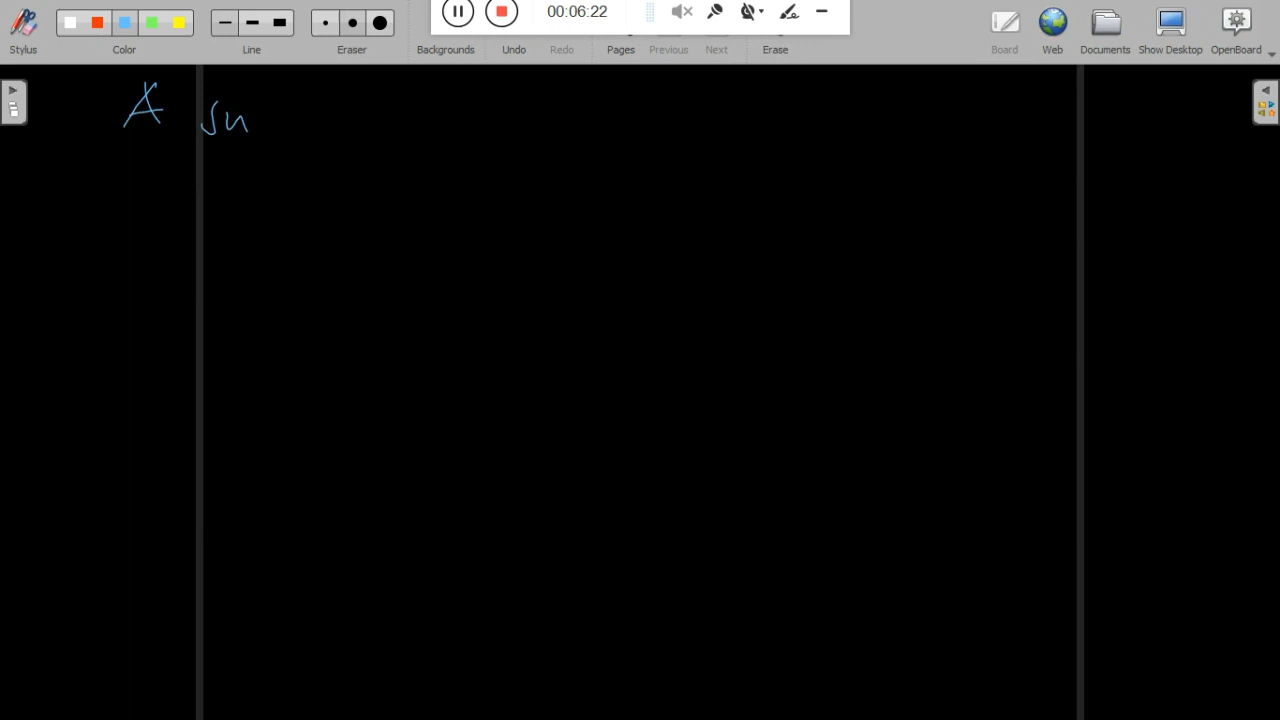 00:06:22
Stylus Color Line Eraser Backgrounds Undo Redo Pages Previous Next Erase Board Web Documents Show Desktop OpenBoard
A su